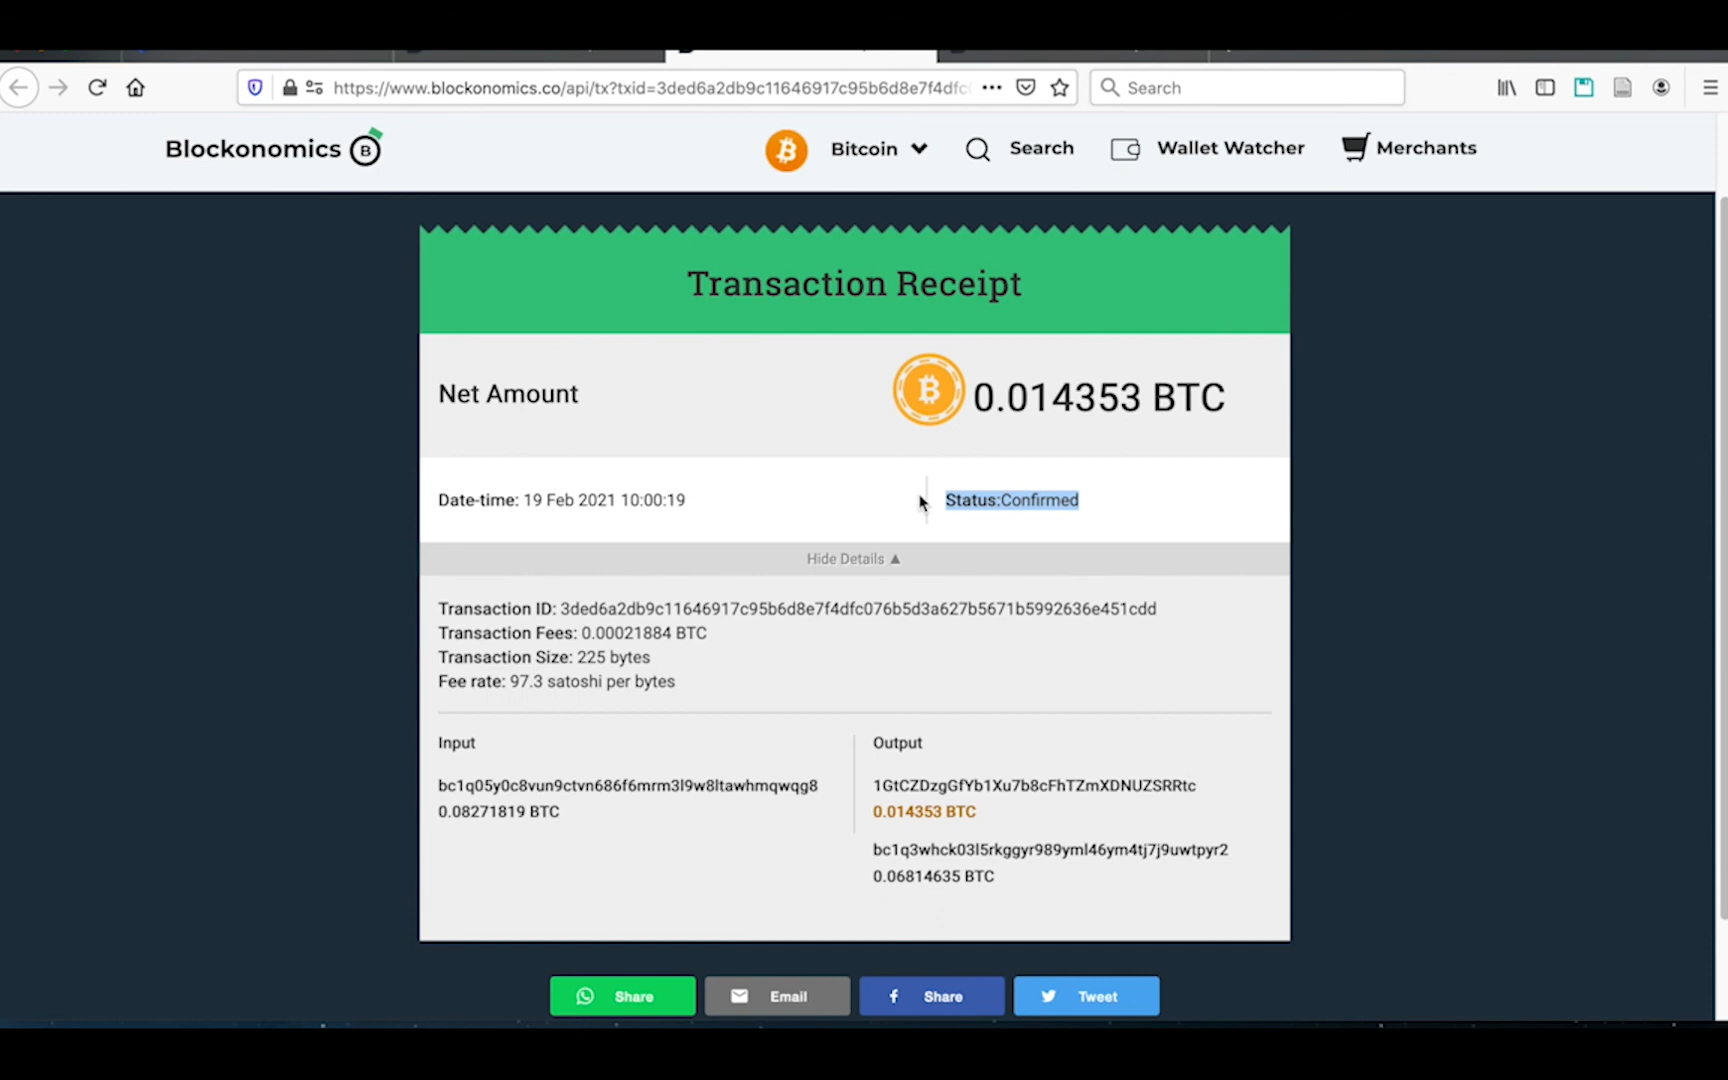 https://www.blockonomics.co/api/tx?txid=3ded6a2db9c11646917c95b6d8e7f4dfc
Search
Blockonomics
Bitcoin
Search
Wallet Watcher
Merchants
Transaction Receipt
Net Amount
0.014353 BTC
Date-time: 19 Feb 2021 10:00:19
Status:Confirmed
Hide Details ▲
Transaction ID: 3ded6a2db9c11646917c95b6d8e7f4dfc076b5d3a627b5671b5992636e451cdd
Transaction Fees: 0.00021884 BTC
Transaction Size: 225 bytes
Fee rate: 97.3 satoshi per bytes
Input
Output
bc1q05y0c8vun9ctvn686f6mrm3l9w8ltawhmqwqg8
0.08271819 BTC
1GtCZDzgGfYb1Xu7b8cFhTZmXDNUZSRRtc
0.014353 BTC
bc1q3whck03l5rkggyr989yml46ym4tj7j9uwtpyr2
0.06814635 BTC
Share
Email
Share
Tweet